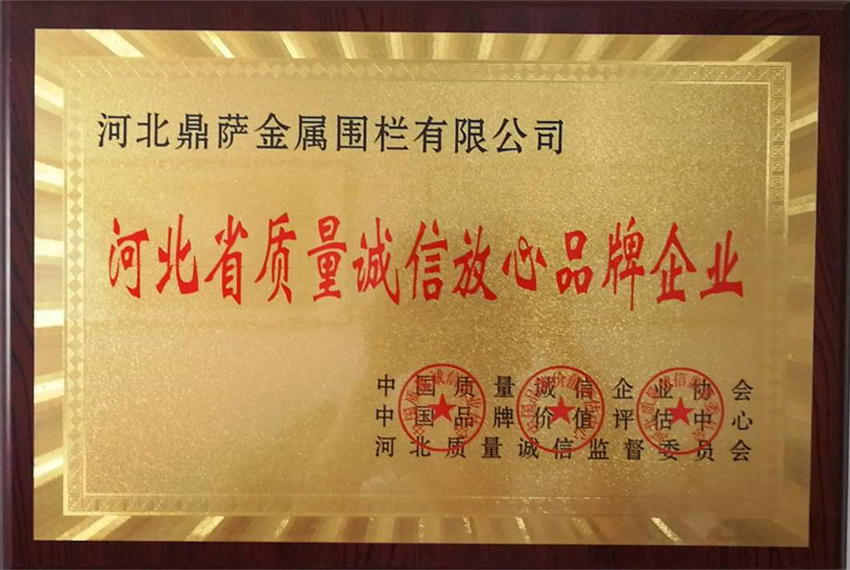 河北鼎萨金属围栏有限公司
河北省质量诚信放心品牌企业
中国质量诚信企业协会
中国品牌价值评估中心
河北质量诚信监督委员会